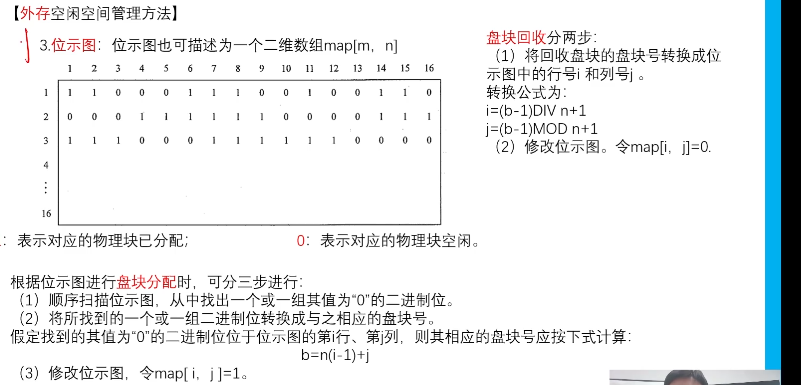 【外存空闲空间管理方法】
3.位示图：位示图也可描述为一个二维数组map[m，n]
1 2 3 4 5 6 7 8 9 10 11 12 13 14 15 16
1 1 1 0 0 0 1 1 1 0 0 1 0 0 1 1 0
2 0 0 0 1 1 1 1 1 1 0 0 0 0 1 1 1
3 1 1 1 0 0 0 1 1 1 1 1 1 0 0 0 0
4
⋮
16
：表示对应的物理块已分配；
0：表示对应的物理块空闲。
盘块回收分两步：
（1）将回收盘块的盘块号转换成位
示图中的行号i 和列号j 。
转换公式为：
i=(b-1)DIV n+1
j=(b-1)MOD n+1
（2）修改位示图。令map[i，j]=0.
根据位示图进行盘块分配时，可分三步进行：
（1）顺序扫描位示图，从中找出一个或一组其值为“0”的二进制位。
（2）将所找到的一个或一组二进制位转换成与之相应的盘块号。
假定找到的其值为“0”的二进制位位于位示图的第i行、第j列，则其相应的盘块号应按下式计算：
b=n(i-1)+j
（3）修改位示图，令map[ i，j ]=1。